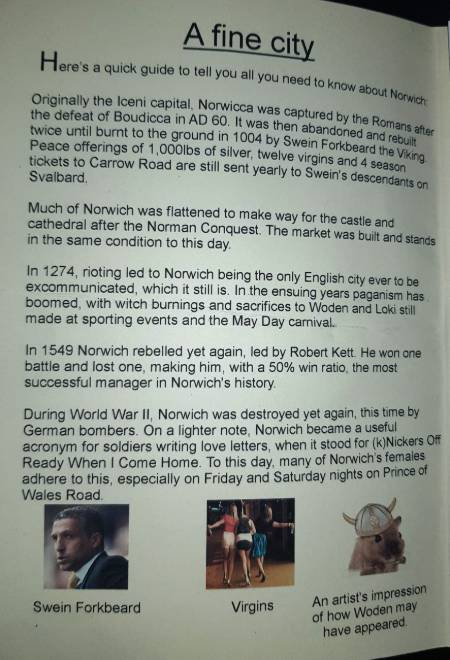 A fine city
Here's a quick guide to tell you all you need to know about Norwich:
Originally the Iceni capital, Norwicca was captured by the Romans after
the defeat of Boudicca in AD 60. It was then abandoned and rebuilt
twice until burnt to the ground in 1004 by Swein Forkbeard the Viking.
Peace offerings of 1,000lbs of silver, twelve virgins and 4 season
tickets to Carrow Road are still sent yearly to Swein's descendants on
Svalbard.
Much of Norwich was flattened to make way for the castle and
cathedral after the Norman Conquest. The market was built and stands
in the same condition to this day.
In 1274, rioting led to Norwich being the only English city ever to be
excommunicated, which it still is. In the ensuing years paganism has
boomed, with witch burnings and sacrifices to Woden and Loki still
made at sporting events and the May Day carnival.
In 1549 Norwich rebelled yet again, led by Robert Kett. He won one
battle and lost one, making him, with a 50% win ratio, the most
successful manager in Norwich's history.
During World War II, Norwich was destroyed yet again, this time by
German bombers. On a lighter note, Norwich became a useful
acronym for soldiers writing love letters, when it stood for (k)Nickers Off
Ready When I Come Home. To this day, many of Norwich's females
adhere to this, especially on Friday and Saturday nights on Prince of
Wales Road.
Swein Forkbeard
Virgins
An artist's impression
of how Woden may
have appeared.